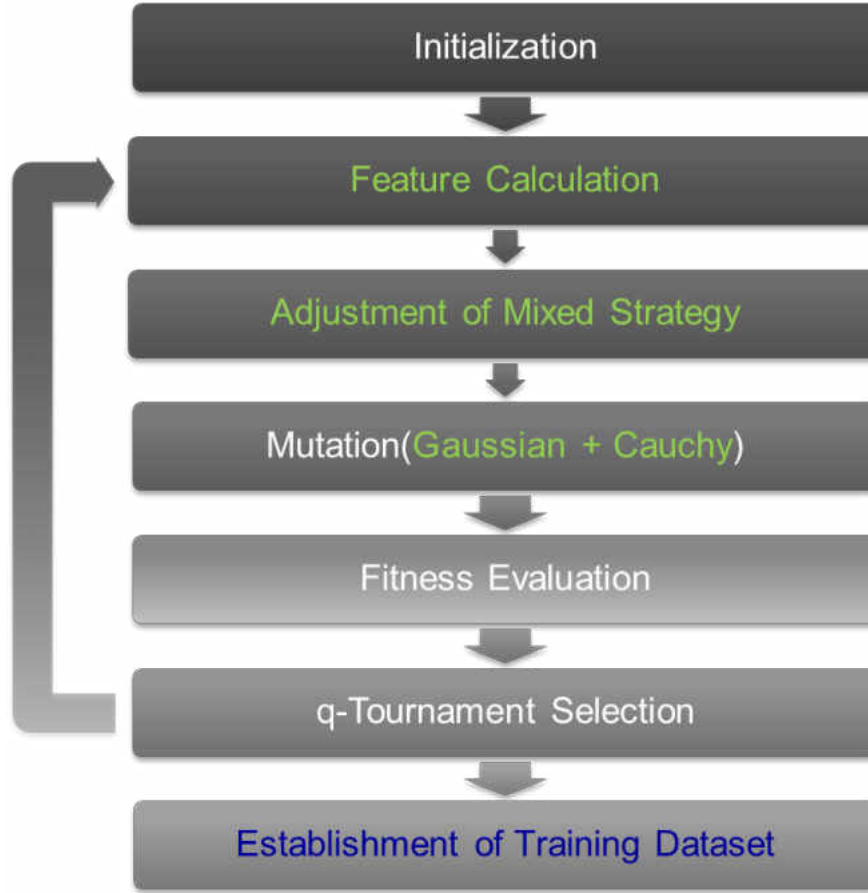 Initialization
Feature Calculation
Adjustment of Mixed Strategy
Mutation(Gaussian + Cauchy)
Fitness Evaluation
q-Tournament Selection
Establishment of Training Dataset